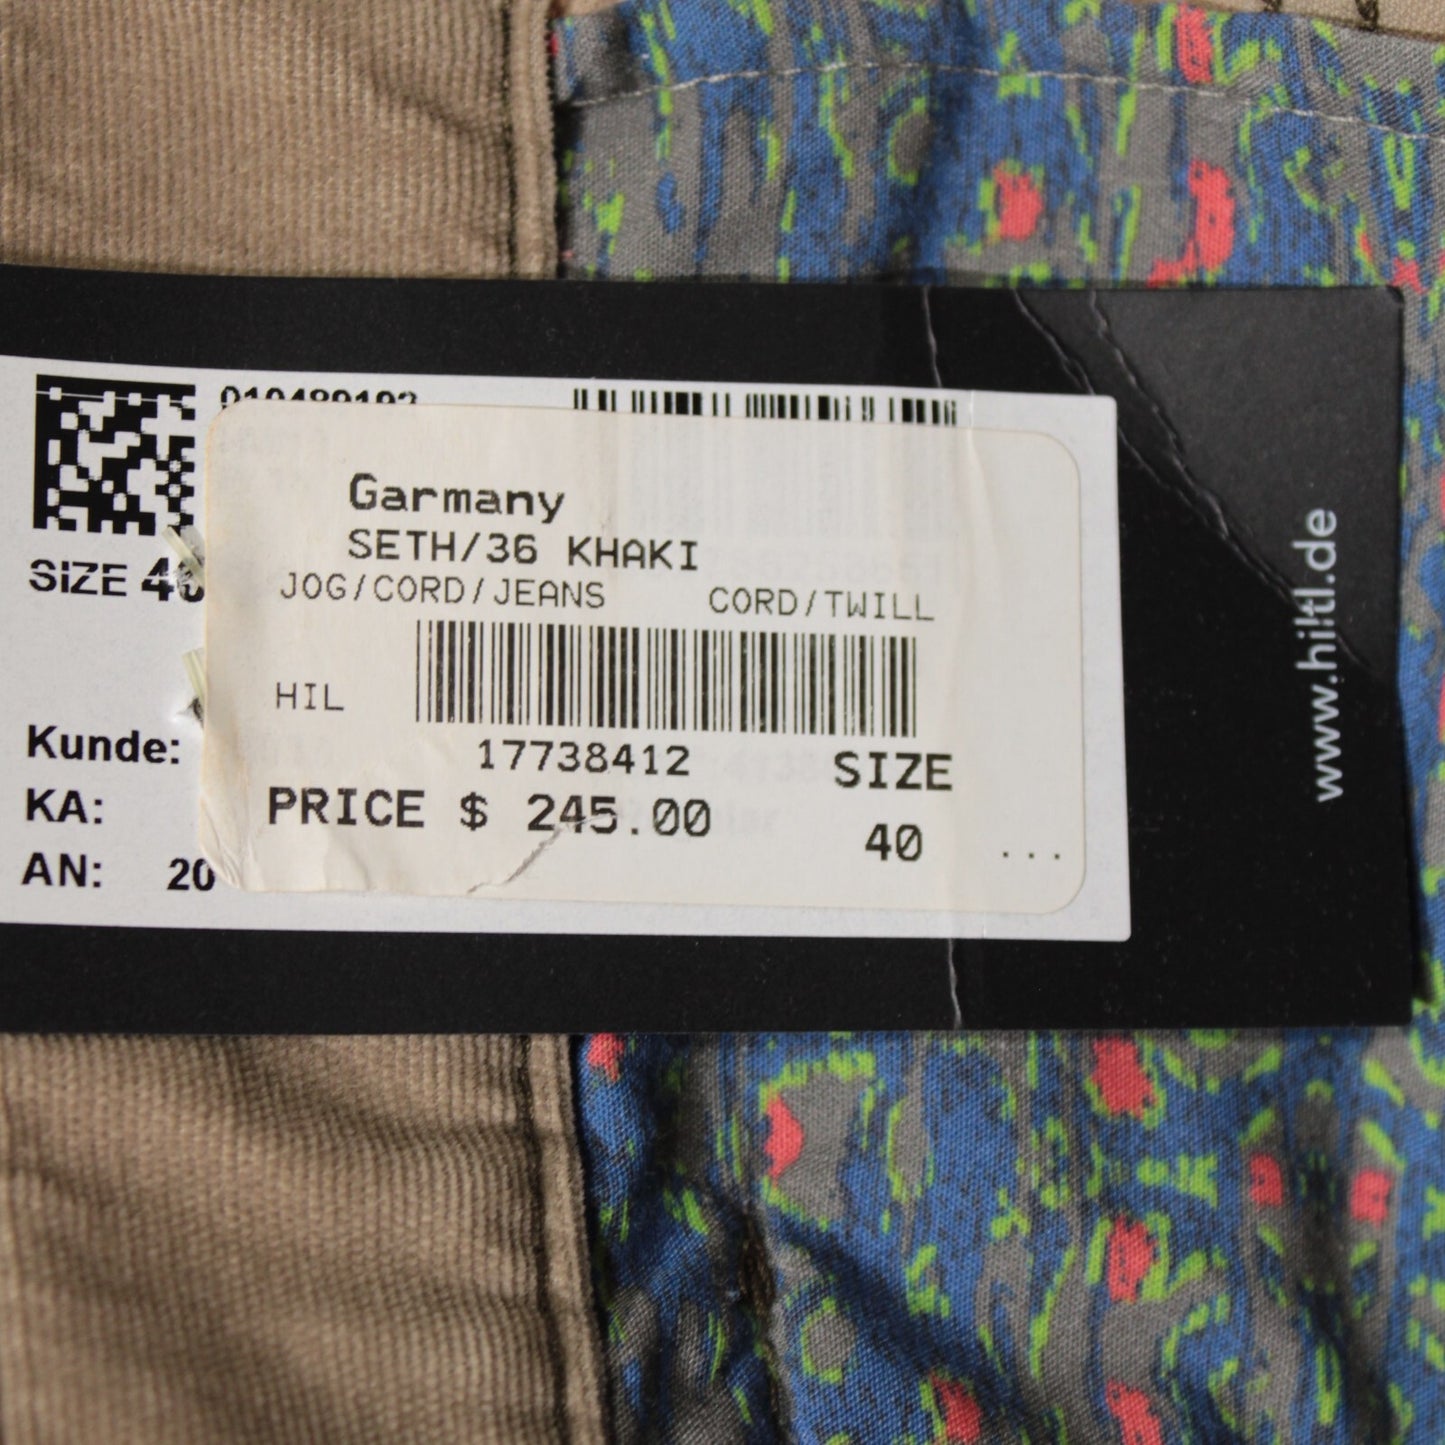 SIZE 40
Kunde:
KA:
AN: 20
Garmany
SETH/36 KHAKI
JOG/CORD/JEANS CORD/TWILL
HIL
17738412
SIZE
PRICE $ 245.00
40
...
www.hiltl.de